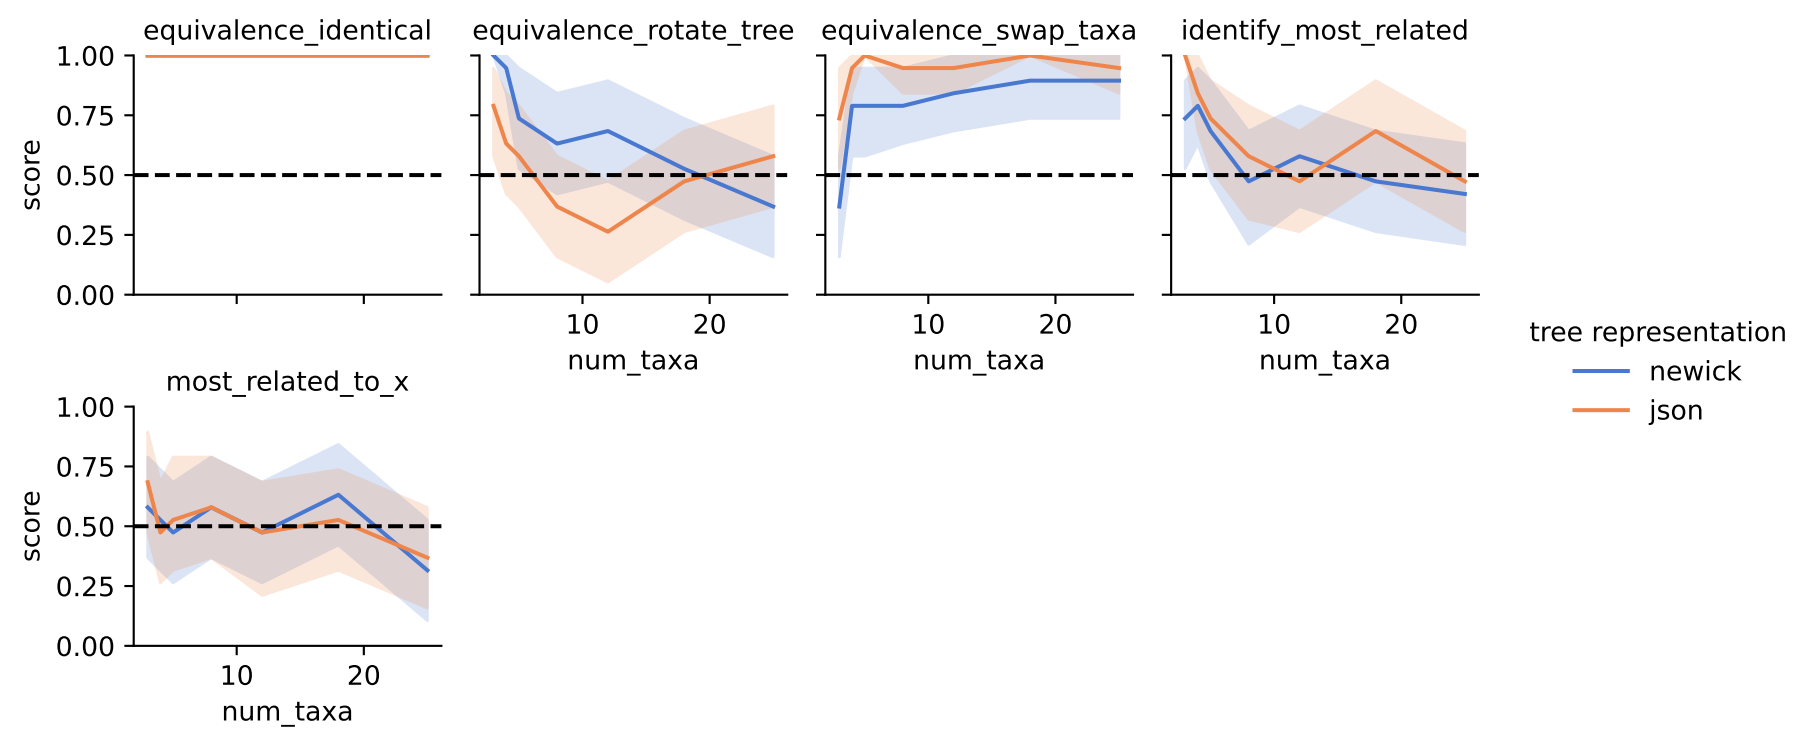 equivalence_identical
equivalence_rotate_tree
equivalence_swap_taxa
identify_most_related
score
1.00
0.75
0.50
0.25
0.00
10 20
num_taxa
10 20
num_taxa
10 20
num_taxa
tree representation
newick
json
most_related_to_x
score
1.00
0.75
0.50
0.25
0.00
10 20
num_taxa